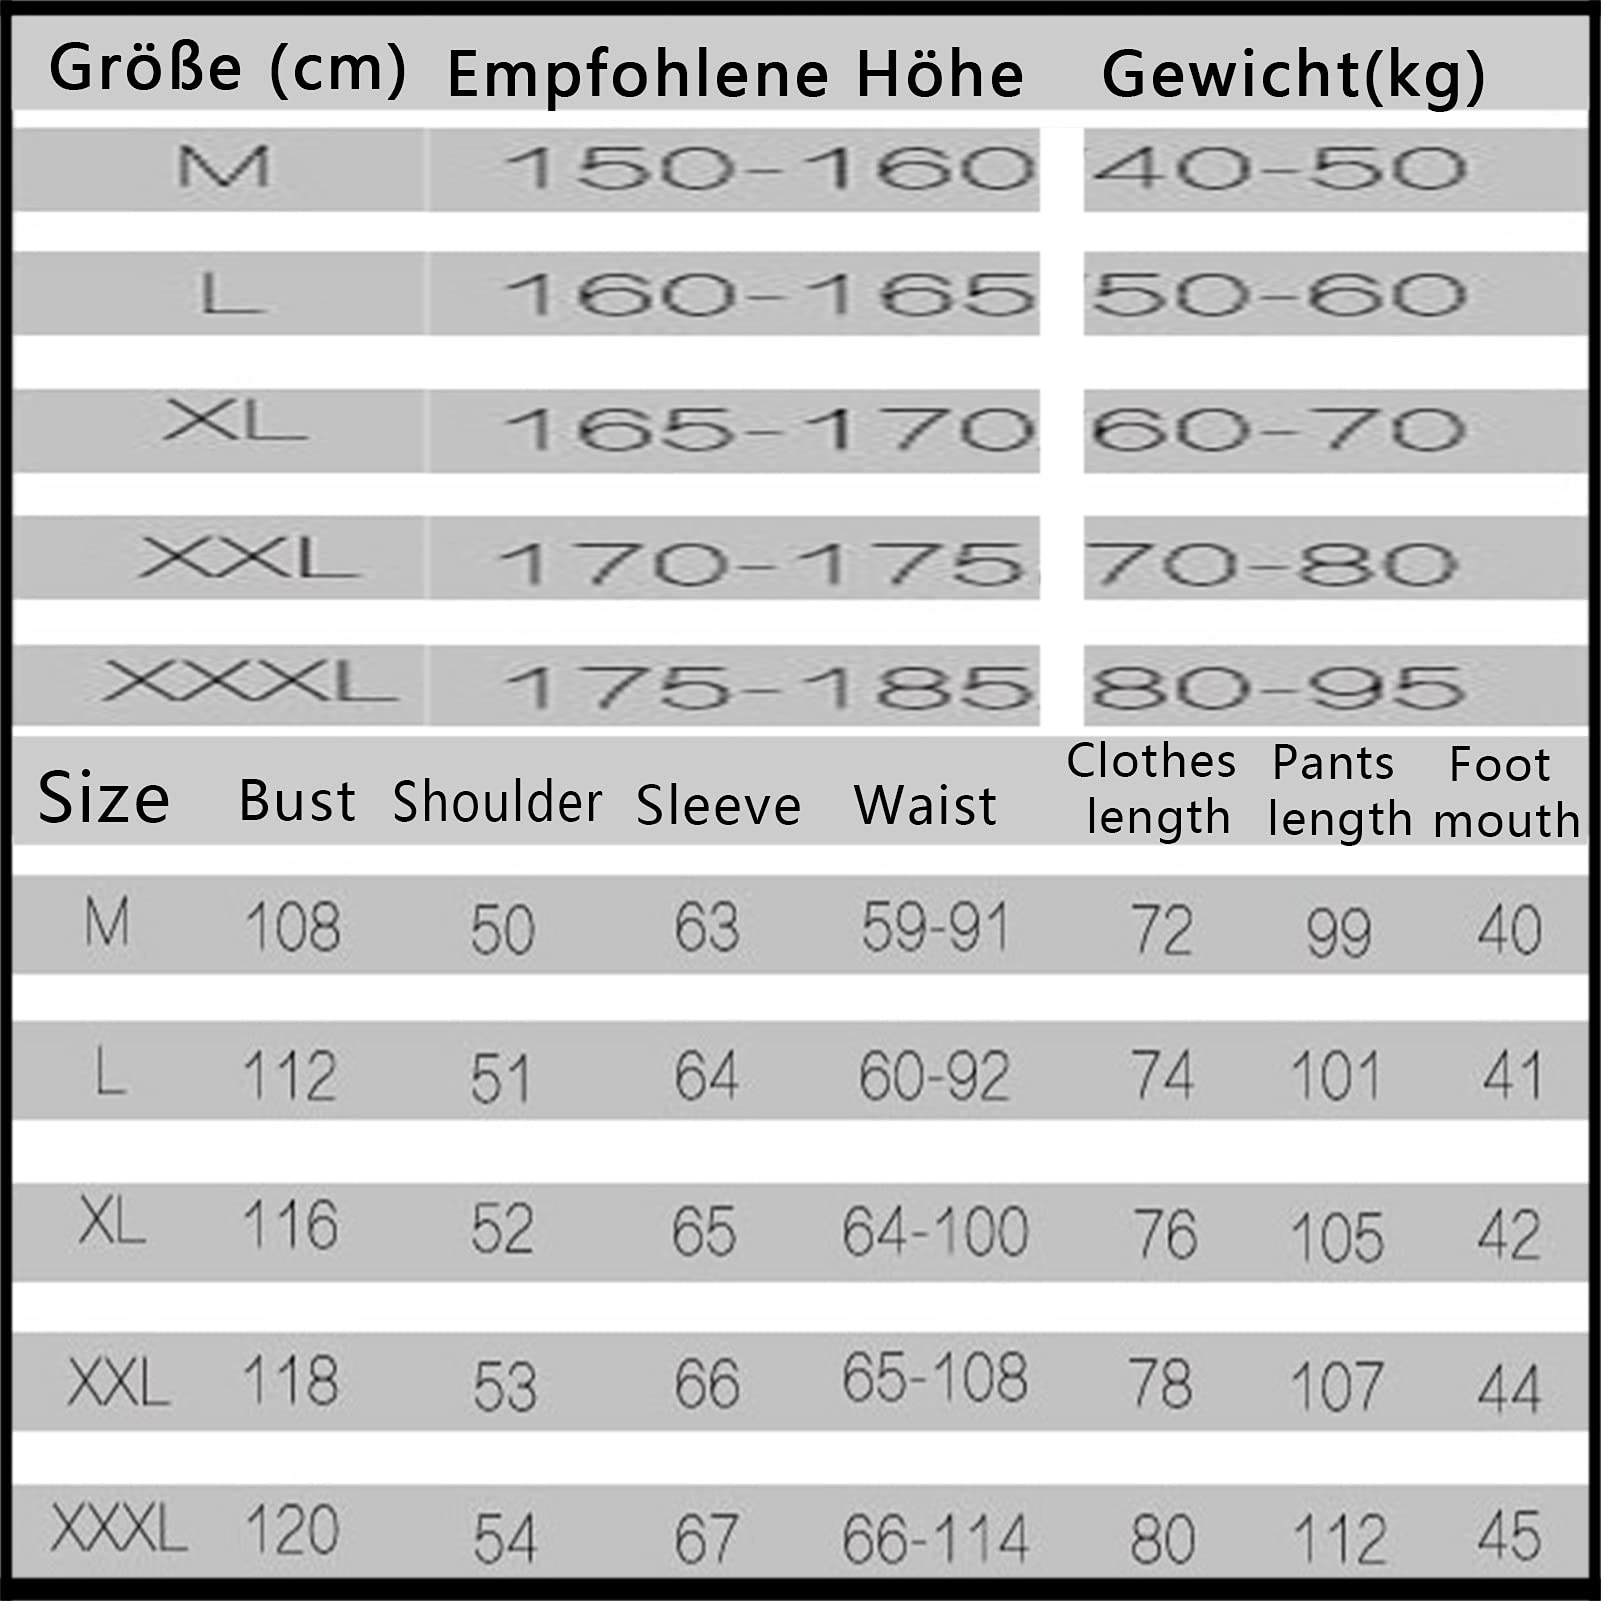 Größe (cm) Empfohlene Höhe Gewicht(kg)
M 150-160 40-50
L 160-165 50-60
XL 165-170 60-70
XXL 170-175 70-80
XXXL 175-185 80-95
Size Bust Shoulder Sleeve Waist Clothes length Pants length Foot mouth
M 108 50 63 59-91 72 99 40
L 112 51 64 60-92 74 101 41
XL 116 52 65 64-100 76 105 42
XXL 118 53 66 65-108 78 107 44
XXXL 120 54 67 66-114 80 112 45